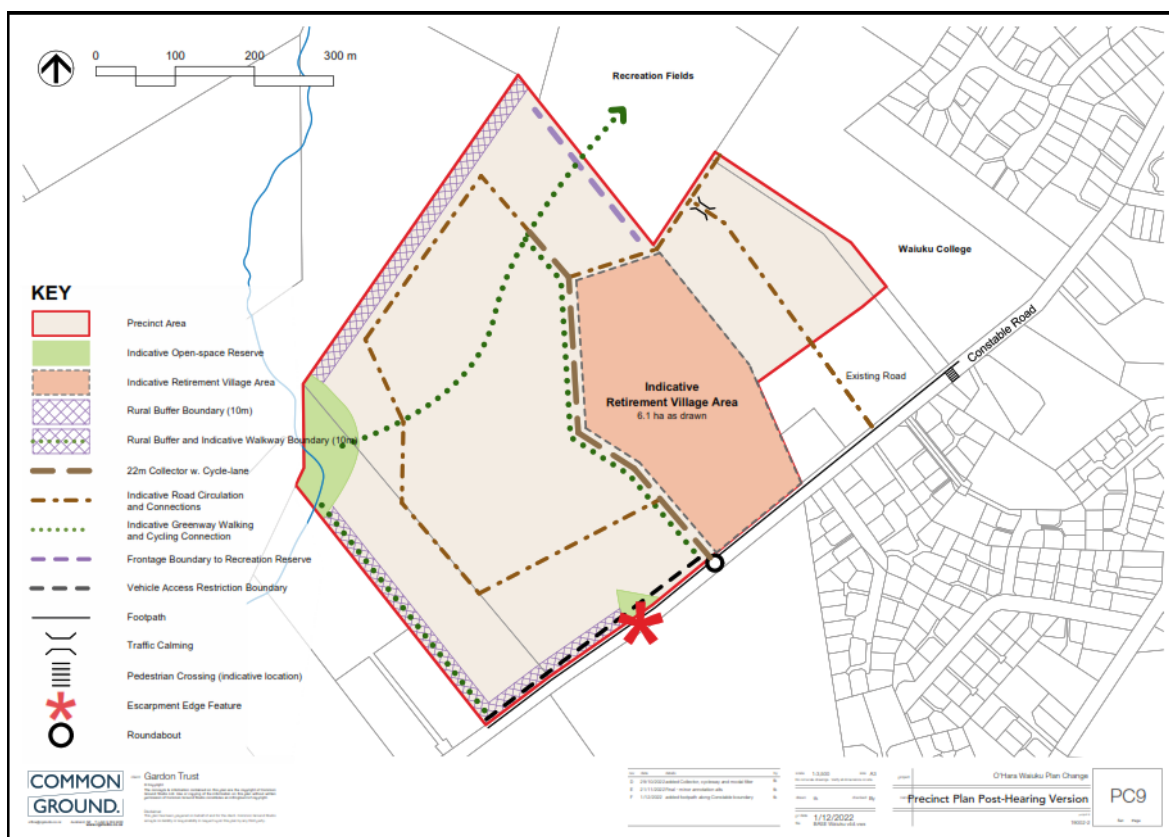 0 100 200 300 m
Recreation Fields
Waiuku College
Constable Road
Existing Road
Indicative
Retirement Village Area
6.1 ha as drawn
KEY
Precinct Area
Indicative Open-space Reserve
Indicative Retirement Village Area
Rural Buffer Boundary (10m)
Rural Buffer and Indicative Walkway Boundary (10m)
22m Collector w. Cycle-lane
Indicative Road Circulation
and Connections
Indicative Greenway Walking
and Cycling Connection
Frontage Boundary to Recreation Reserve
Vehicle Access Restriction Boundary
Footpath
Traffic Calming
Pedestrian Crossing (indicative location)
Escarpment Edge Feature
Roundabout
COMMON
GROUND.
Gardon Trust
O'Hara Waiuku Plan Change
Precinct Plan Post-Hearing Version
1/12/2022
PC9